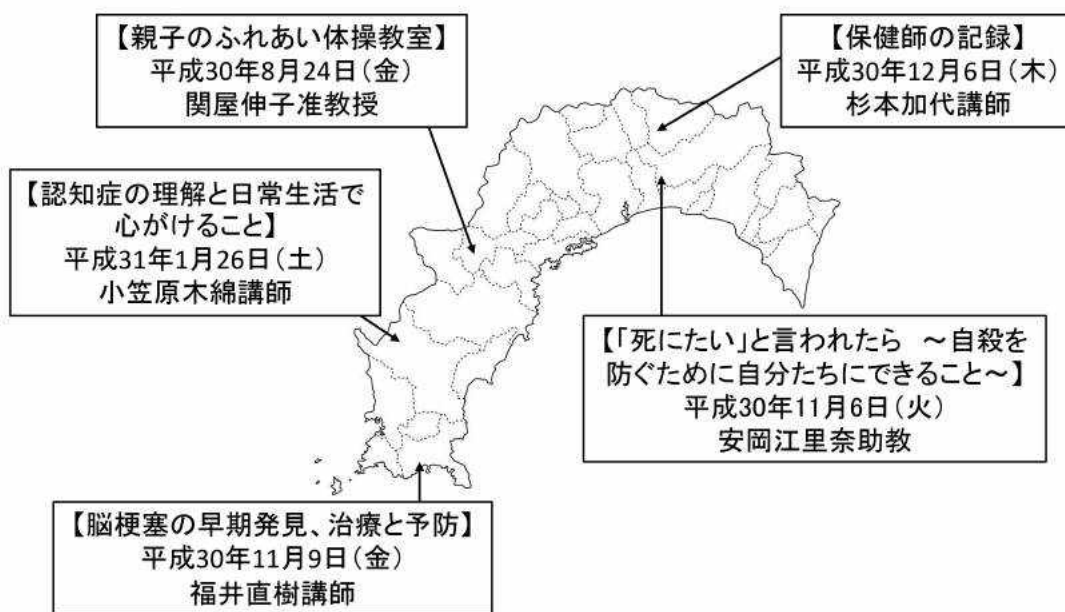 【親子のふれあい体操教室】
平成30年8月24日（金）
関屋伸子准教授
【保健師の記録】
平成30年12月6日（木）
杉本加代講師
【認知症の理解と日常生活で
心がけること】
平成31年1月26日（土）
小笠原木綿講師
【「死にたい」と言われたら　～自殺を
防ぐために自分たちにできること～】
平成30年11月6日（火）
安岡江里奈助教
【脳梗塞の早期発見、治療と予防】
平成30年11月9日（金）
福井直樹講師